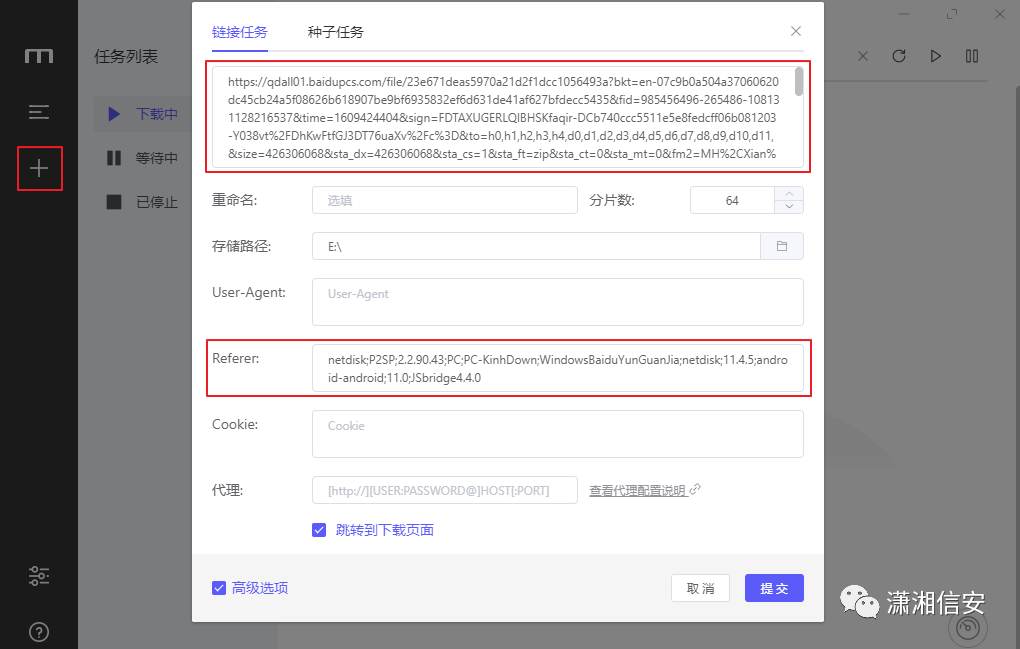 任务列表
下载中
等待中
已停止
链接任务
种子任务
https://qdall01.baidupcs.com/file/23e671deas5970a21d2f1dcc1056493a?bkt=en-07c9b0a504a37060620
dc45cb24a5f08626b618907be9bf6935832ef6d631de41af627bfdecc5435&fid=985456496-265486-10813
1128216537&time=1609424404&sign=FDTAXUGERLQIBHSKfaqir-DCb740ccc5511e5e8fedcff06b081203
-Y038vt%2FDhKwFtfGJ3DT76uaXv%2Fc%3D&to=h0,h1,h2,h3,h4,d0,d1,d2,d3,d4,d5,d6,d7,d8,d9,d10,d11,
&size=426306068&sta_dx=426306068&sta_cs=1&sta_ft=zip&sta_ct=0&sta_mt=0&fm2=MH%2CXian%
重命名: 选填 分片数: 64
存储路径: E:\
User-Agent: User-Agent
Referer: netdisk;P2SP;2.2.90.43;PC;PC-KinhDown;WindowsBaiduYunGuanJia;netdisk;11.4.5;andro
id-android;11.0;JSbridge4.4.0
Cookie: Cookie
代理: [http://][USER:PASSWORD@]HOST[:PORT] 查看代理配置说明
跳转到下载页面
高级选项 取消 提交
潇湘信安